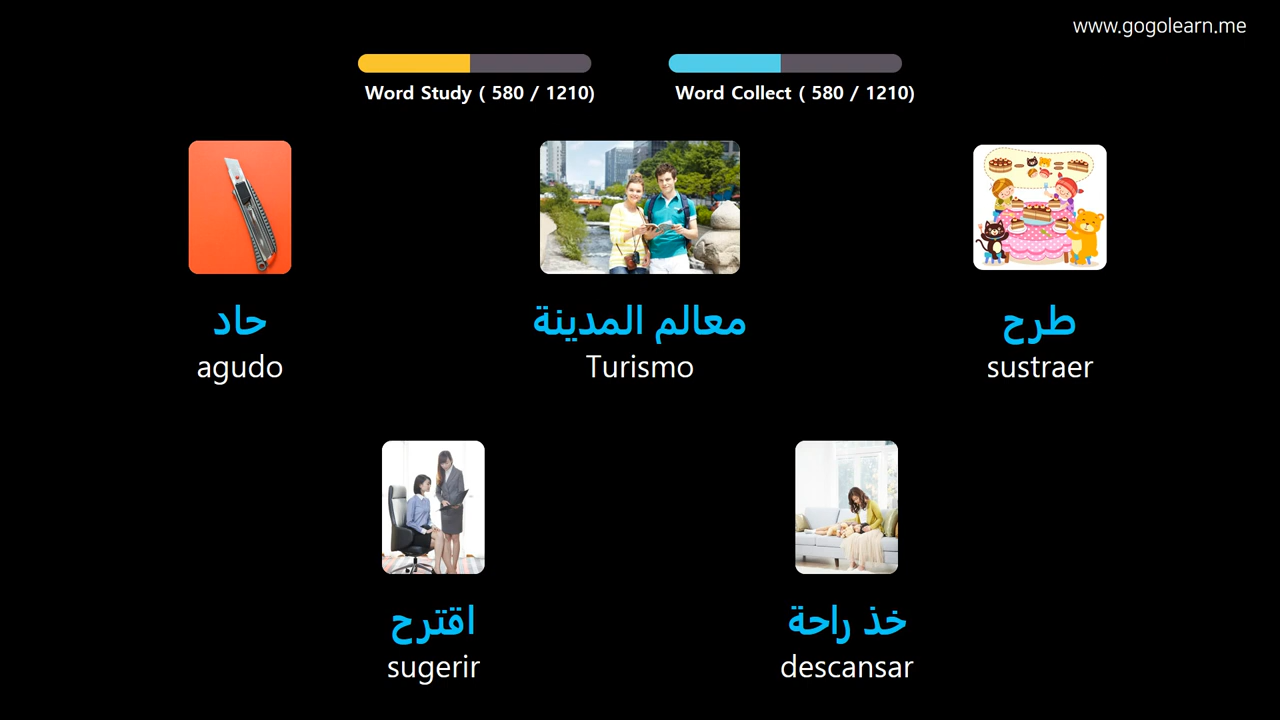 www.gogolearn.me
Word Study ( 580 / 1210)
Word Collect ( 580 / 1210)
حاد
agudo
معالم المدينة
Turismo
طرح
sustraer
اقترح
sugerir
خذ راحة
descansar